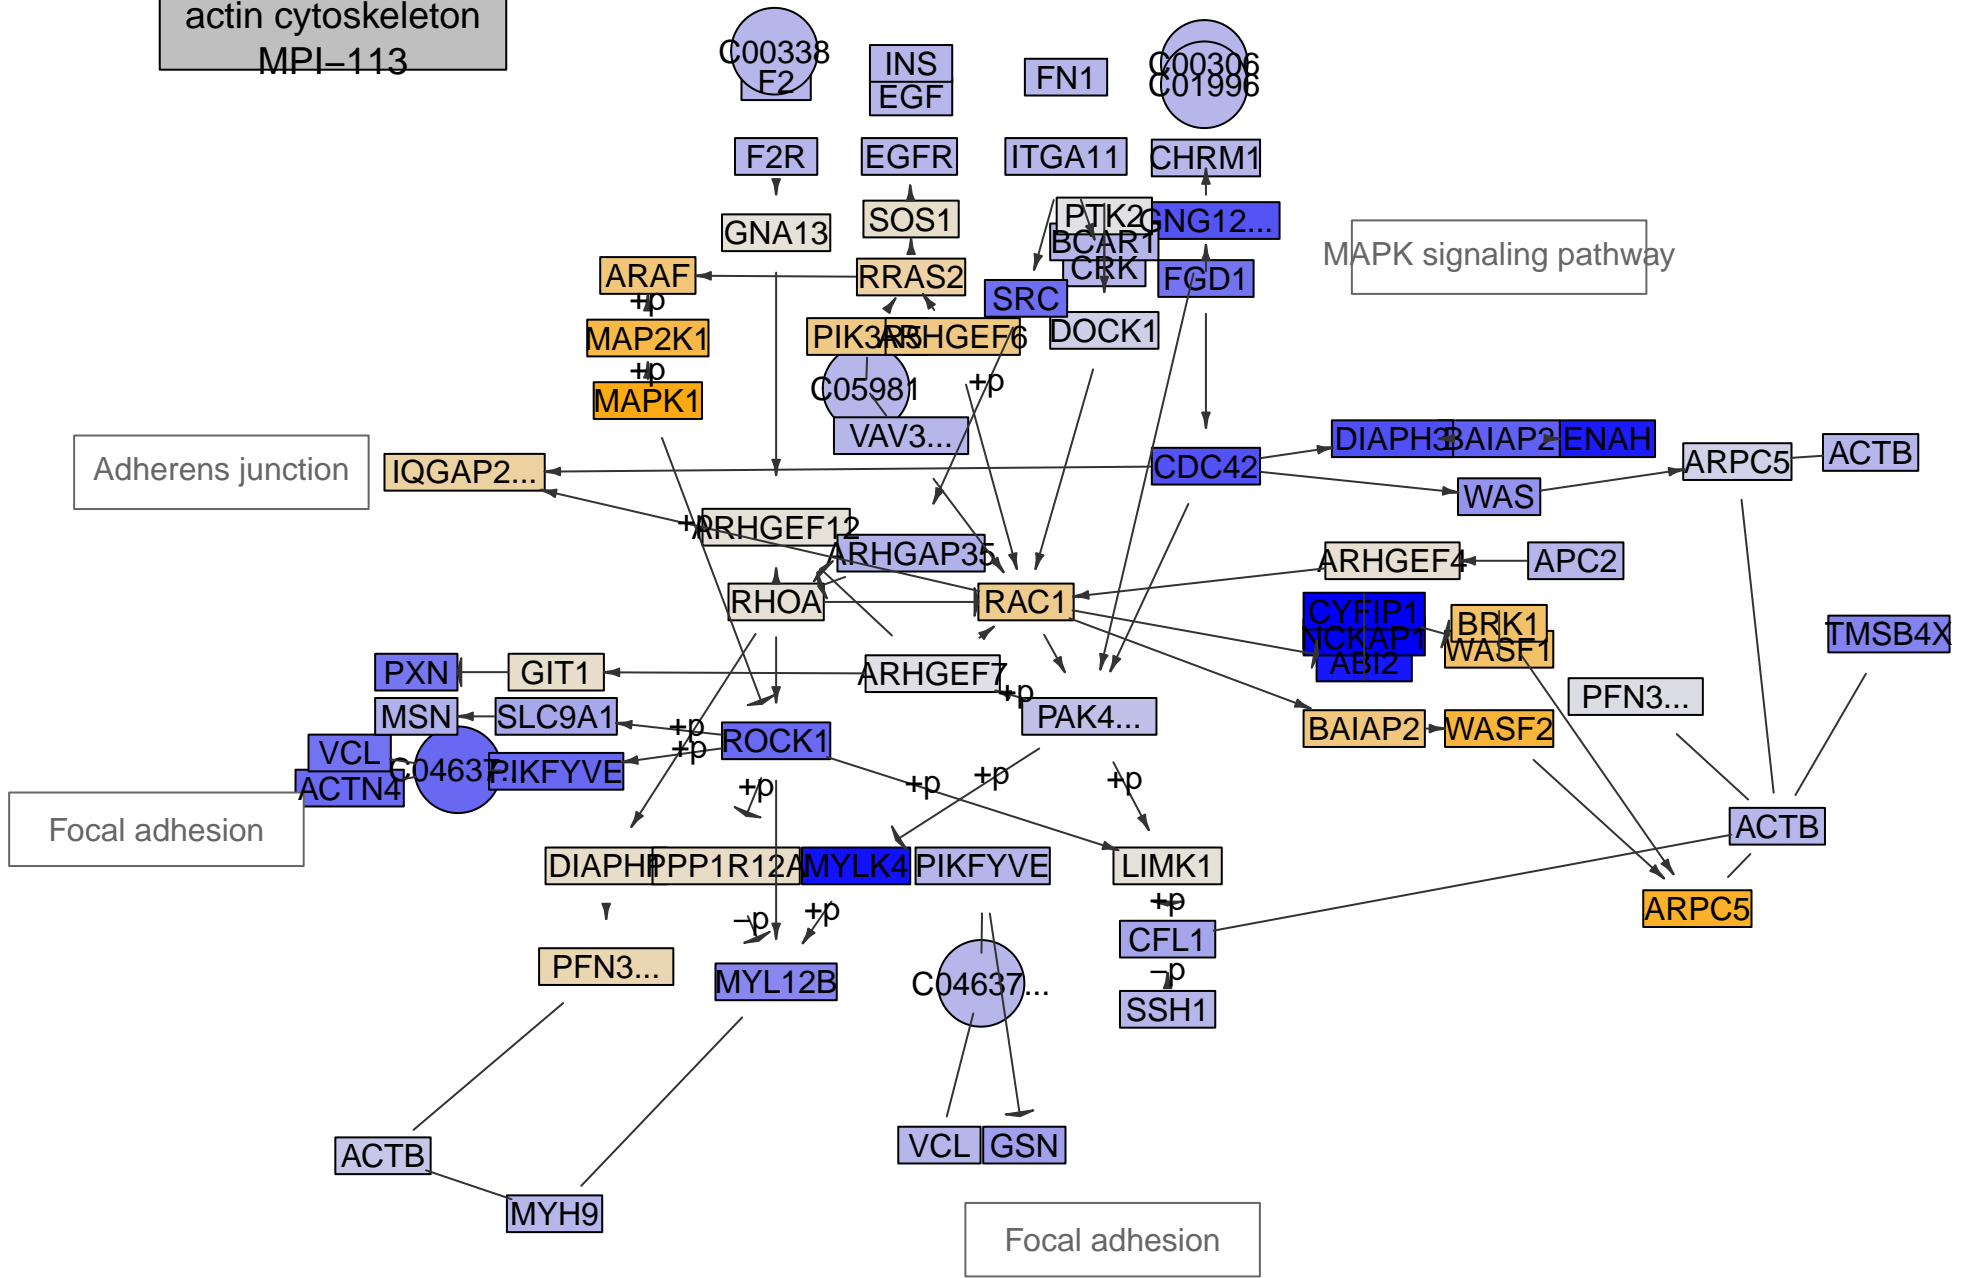 actin cytoskeleton
MPI–113
C00338
F2
INS
EGF
FN1
C00306
C01996
F2R
EGFR
ITGA11
CHRM1
GNA13
SOS1
PTK2
GNG12...
BCAR1
CRK
MAPK signaling pathway
ARAF
RRAS2
SRC
FGD1
+p
MAP2K1
PIK3R5
ARHGEF6
DOCK1
+p
MAPK1
C05981
+p
VAV3...
Adherens junction
IQGAP2...
CDC42
DIAPH3
BAIAP2
ENAH
ARPC5
ACTB
WAS
+p
ARHGEF12
ARHGAP35
ARHGEF4
APC2
RHOA
RAC1
CYFIP1
NCKAP1
ABI2
BRK1
WASF1
TMSB4X
PXN
GIT1
ARHGEF7
+p
PFN3...
MSN
SLC9A1
+p
PAK4...
VCL
C04637...
PIKFYVE
+p
ROCK1
BAIAP2
WASF2
ACTN4
+p
+p
+p
+p
Focal adhesion
ACTB
PPP1R12A
MYLK4
PIKFYVE
LIMK1
–p
+p
+p
ARPC5
CFL1
PFN3...
MYL12B
C04637...
–p
SSH1
ACTB
VCL
GSN
MYH9
Focal adhesion